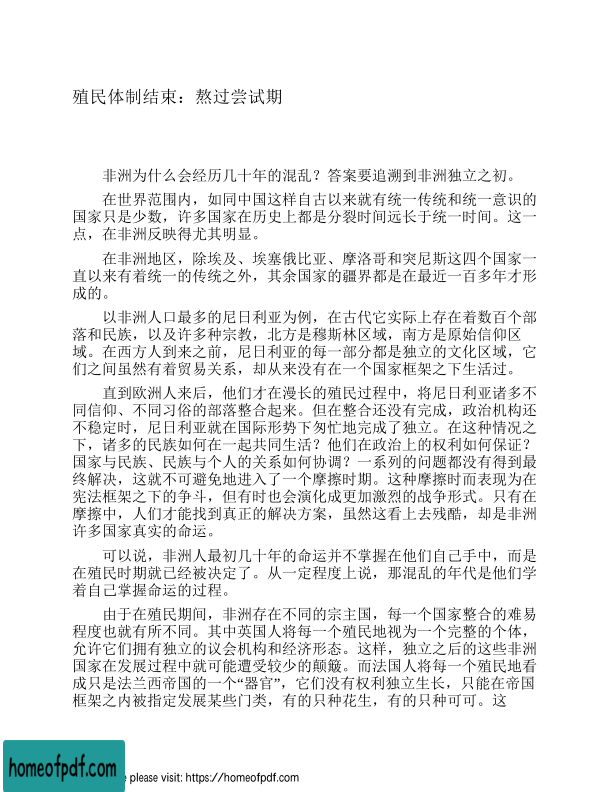 殖民体制结束：熬过尝试期
非洲为什么会经历几十年的混乱？答案要追溯到非洲独立之初。
在世界范围内，如同中国这样自古以来就有统一传统和统一意识的
国家只是少数，许多国家在历史上都是分裂时间远长于统一时间。这一
点，在非洲反映得尤其明显。
在非洲地区，除埃及、埃塞俄比亚、摩洛哥和突尼斯这四个国家一
直以来有着统一的传统之外，其余国家的疆界都是在最近一百多年才形
成的。
以非洲人口最多的尼日利亚为例，在古代它实际上存在着数百个部
落和民族，以及许多种宗教，北方是穆斯林区域，南方是原始信仰区
域。在西方人到来之前，尼日利亚的每一部分都是独立的文化区域，它
们之间虽然有着贸易关系，却从来没有在一个国家框架之下生活过。
直到欧洲人来后，他们才在漫长的殖民过程中，将尼日利亚诸多不
同信仰、不同习俗的部落整合起来。但在整合还没有完成，政治机构还
不稳定时，尼日利亚就在国际形势下匆忙地完成了独立。在这种情况之
下，诸多的民族如何在一起共同生活？他们在政治上的权利如何保证？
国家与民族、民族与个人的关系如何协调？一系列的问题都没有得到最
终解决，这就不可避免地进入了一个摩擦时期。这种摩擦时而表现为在
宪法框架之下的争斗，但有时也会演化成更加激烈的战争形式。只有在
摩擦中，人们才能找到真正的解决方案，虽然这看上去残酷，却是非洲
许多国家真实的命运。
可以说，非洲人最初几十年的命运并不掌握在他们自己手中，而是
在殖民时期就已经被决定了。从一定程度上说，那混乱的年代是他们学
着自己掌握命运的过程。
由于在殖民期间，非洲存在不同的宗主国，每一个国家整合的难易
程度也就有所不同。其中英国人将每一个殖民地视为一个完整的个体，
允许它们拥有独立的议会机构和经济形态。这样，独立之后的这些非洲
国家在发展过程中就可能遭受较少的颠簸。而法国人将每一个殖民地看
成只是法兰西帝国的一个“器官”，它们没有权利独立生长，只能在帝国
框架之内被指定发展某些门类，有的只种花生，有的只种可可。这
homeofpdf.com
please visit: https://homeofpdf.com